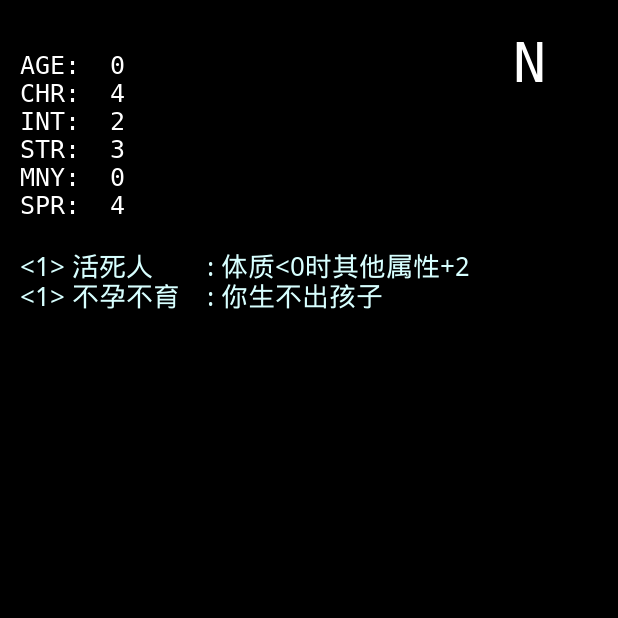 N
AGE: 0
CHR: 4
INT: 2
STR: 3
MNY: 0
SPR: 4
<1> 活死人 : 体质<0时其他属性+2
<1> 不孕不育 : 你生不出孩子